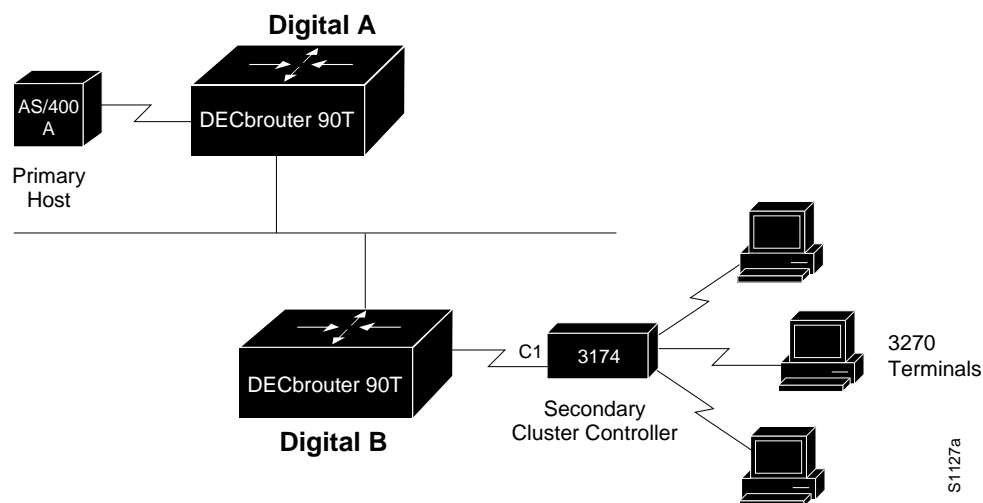 Digital A
AS/400
A
DECbrouter 90T
Primary
Host
DECbrouter 90T
Digital B
C1
3174
Secondary
Cluster Controller
3270
Terminals
S1127a